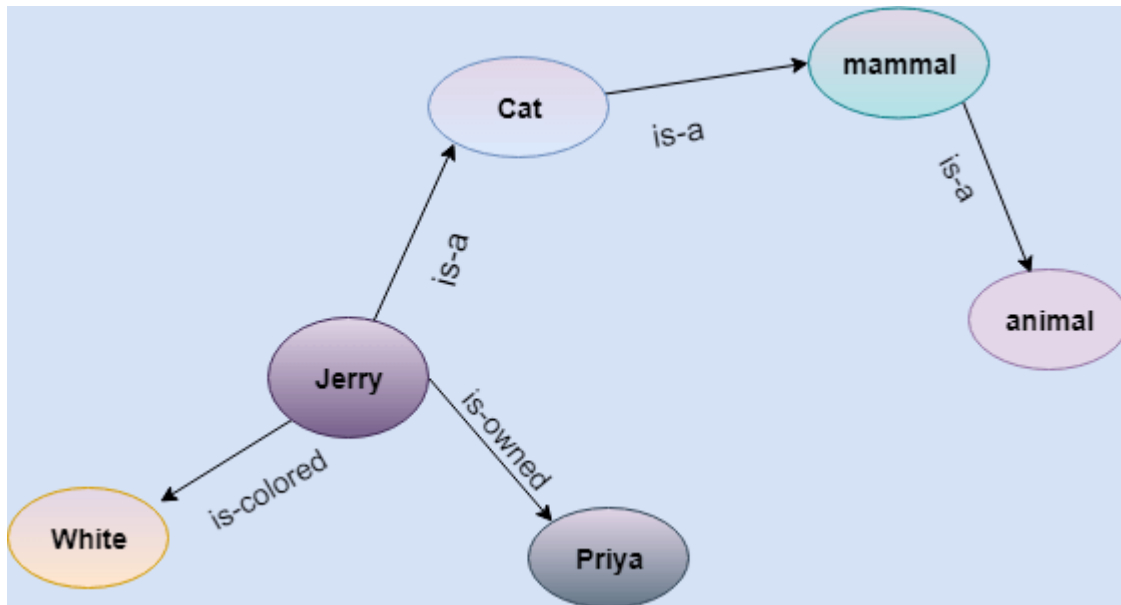 mammal
Cat
is-a
is-a
is-a
animal
Jerry
is-owned
is-colored
White
Priya